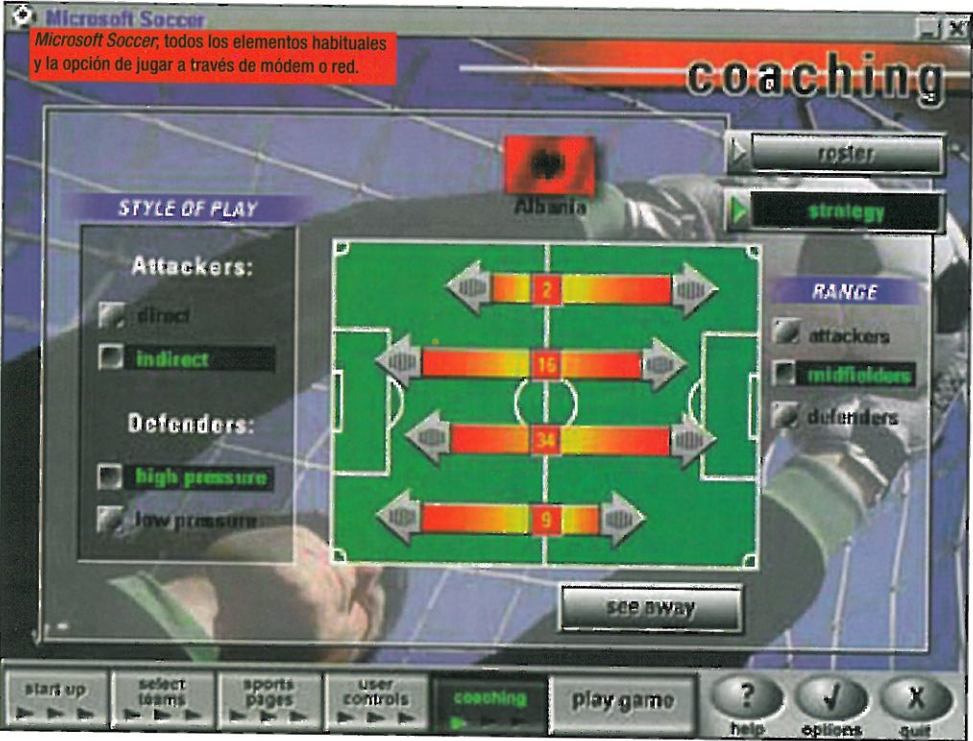 Microsoft Soccer
Microsoft Soccer, todos los elementos habituales
y la opción de jugar a través de módem o red.
coaching
roster
Albania
strategy
STYLE OF PLAY
Attackers:
direct
indirect
Defenders:
high pressure
low pressure
2
16
34
9
RANGE
attackers
midfielders
defenders
see away
start up
select
teams
sports
pages
user
controls
coaching
play game
?
help
√
options
X
quit